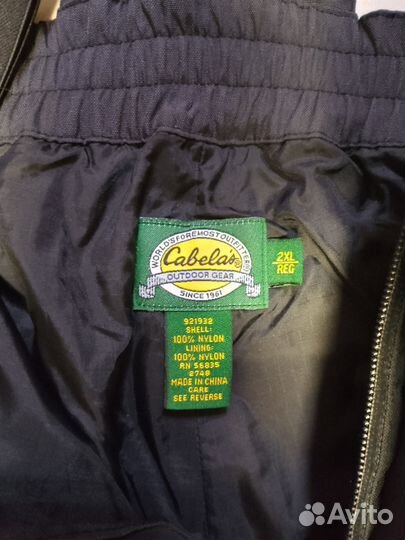 WORLD'S FOREMOST OUTFITTER®
Cabela's
OUTDOOR GEAR
SINCE 1961
2XL
REG
921932
SHELL:
100% NYLON
LINING:
100% NYLON
RN 56835
2748
MADE IN CHINA
CARE
SEE REVERSE
Avito